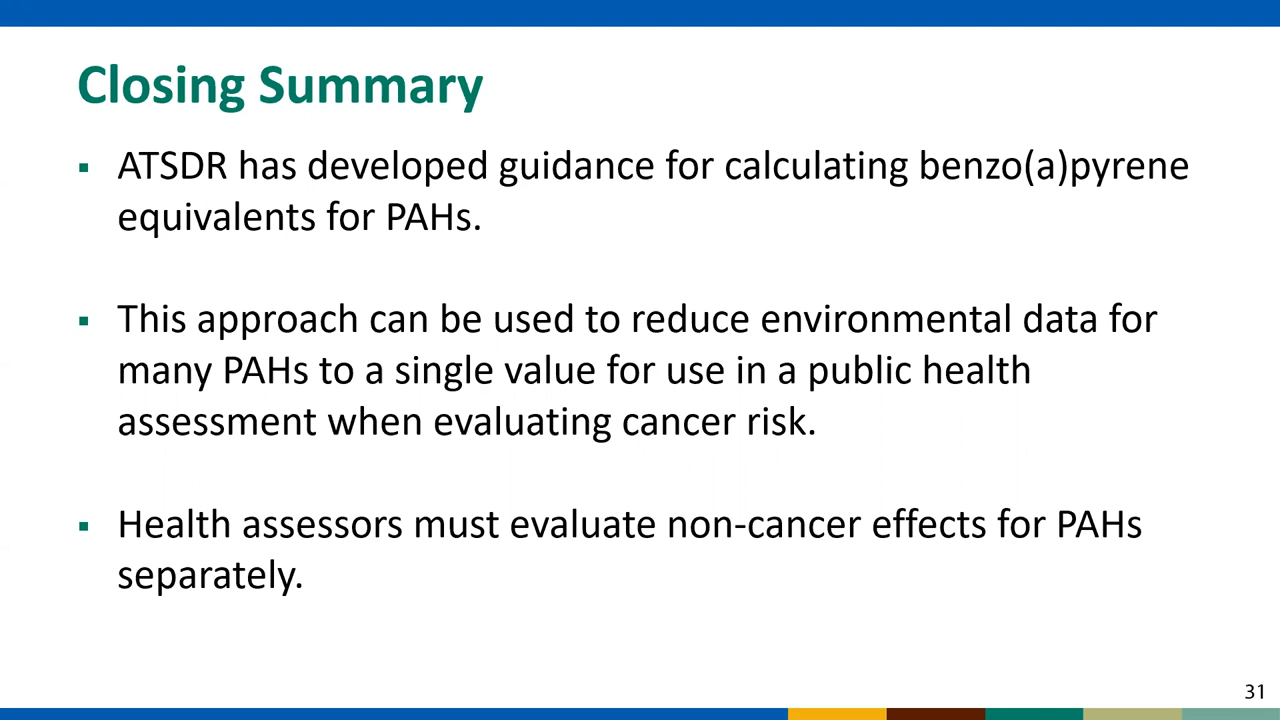 Closing Summary
▪ ATSDR has developed guidance for calculating benzo(a)pyrene
equivalents for PAHs.
▪ This approach can be used to reduce environmental data for
many PAHs to a single value for use in a public health
assessment when evaluating cancer risk.
▪ Health assessors must evaluate non-cancer effects for PAHs
separately.
31